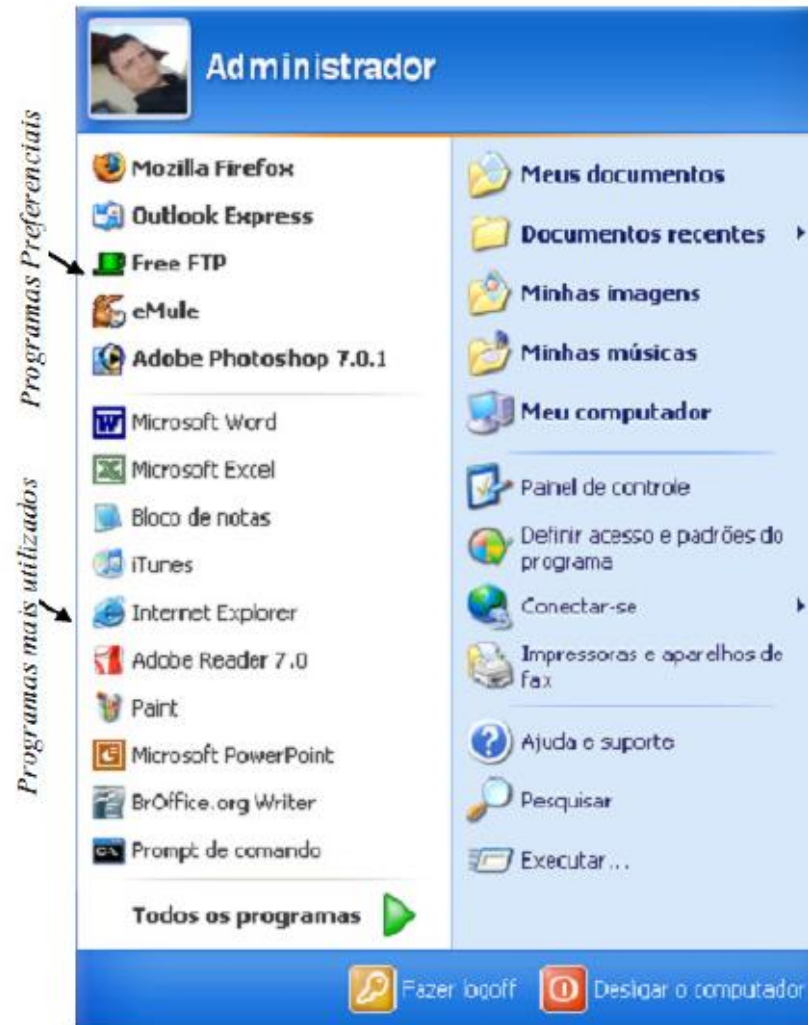 Administrador
Programas Preferenciais
Mozilla Firefox
Outlook Express
Free FTP
eMule
Adobe Photoshop 7.0.1
Programas mais utilizados
Microsoft Word
Microsoft Excel
Bloco de notas
iTunes
Internet Explorer
Adobe Reader 7.0
Paint
Microsoft PowerPoint
BrOffice.org Writer
Prompt de comando
Todos os programas
Meus documentos
Documentos recentes
Minhas imagens
Minhas músicas
Meu computador
Painel de controle
Definir acesso e padrões do
programa
Conectar-se
Impressoras e aparelhos de
fax
Ajuda e suporte
Pesquisar
Executar...
Fazer logoff
Desligar o computador